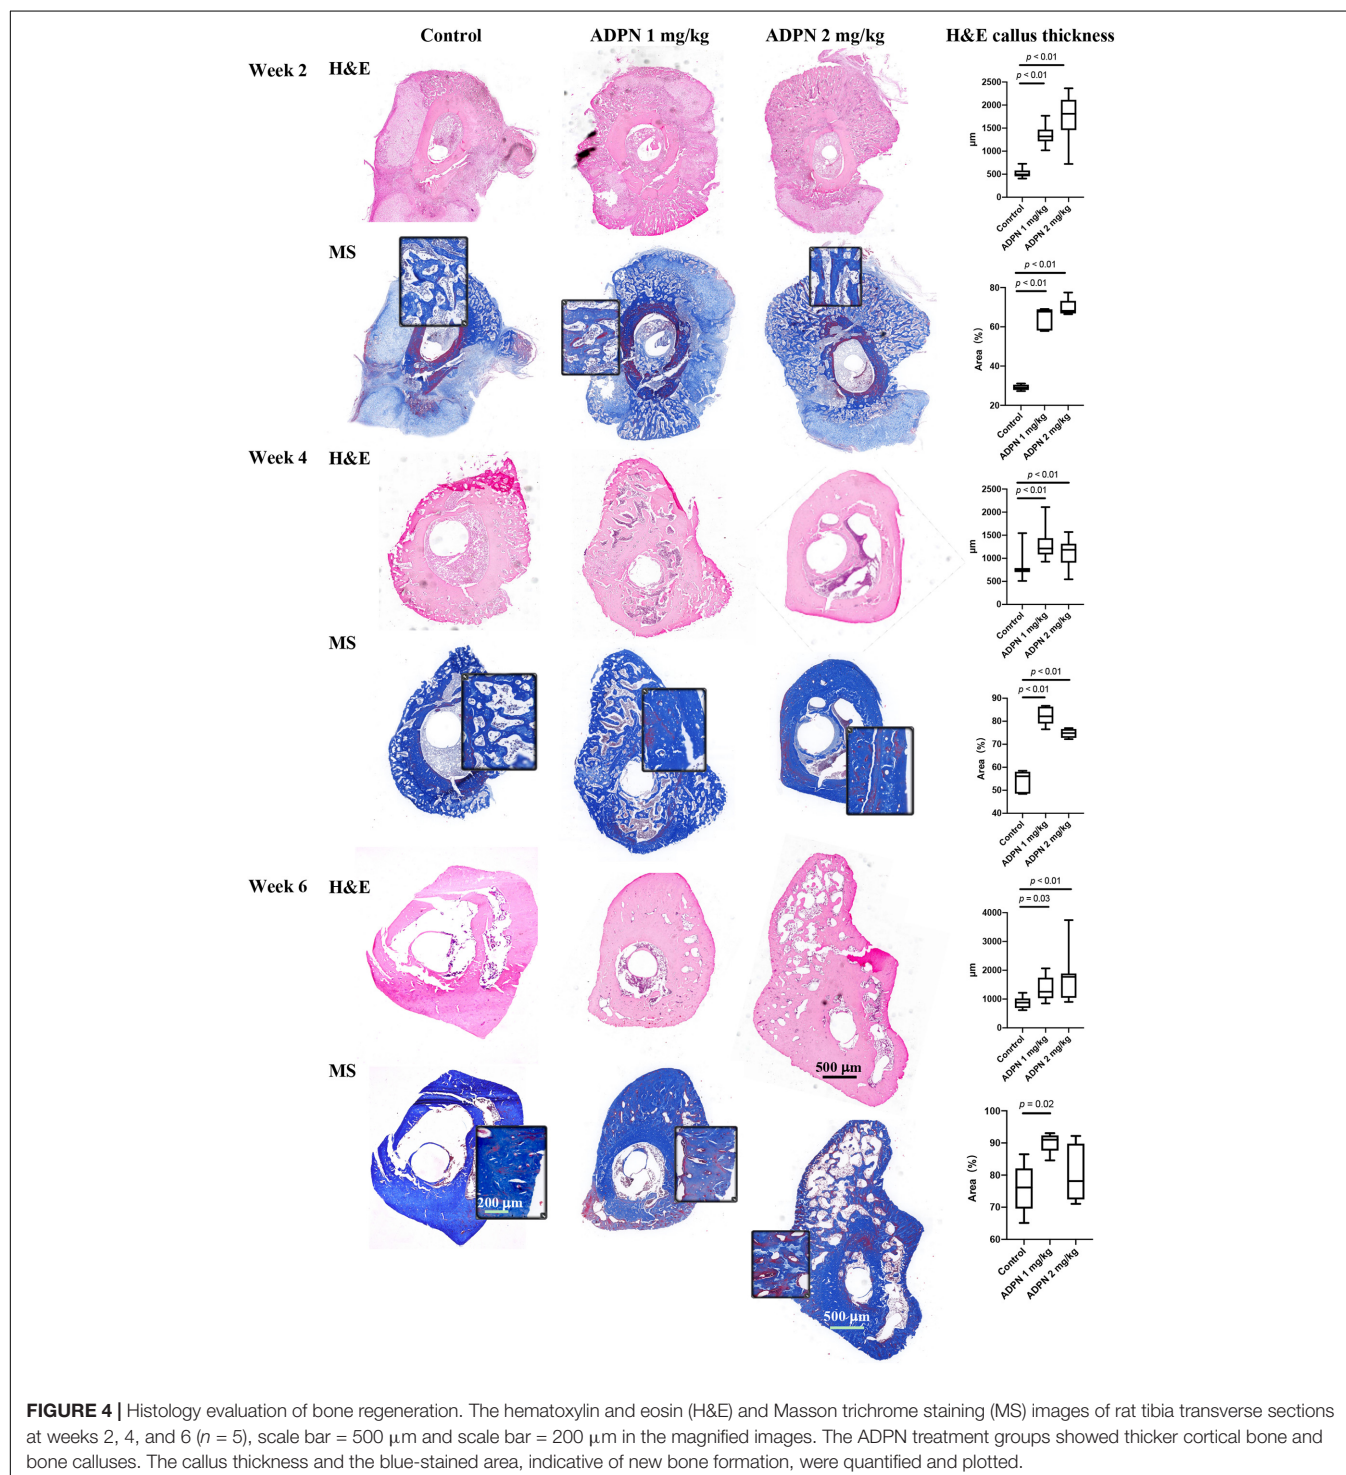 Control ADPN 1 mg/kg ADPN 2 mg/kg H&E callus thickness
Week 2 H&E
p < 0.01
p < 0.01
2500
2000
1500
1000
500
0
µm
Conrtrol
ADPN 1 mg/kg
ADPN 2 mg/kg
MS
p < 0.01
p < 0.01
80
60
40
20
Area (%)
Control
ADPN 1 mg/kg
ADPN 2 mg/kg
Week 4 H&E
p < 0.01
p < 0.01
2500
2000
1500
1000
500
0
µm
Conrtrol
ADPN 1 mg/kg
ADPN 2 mg/kg
MS
p < 0.01
p < 0.01
90
80
70
60
50
40
Area (%)
Control
ADPN 1 mg/kg
ADPN 2 mg/kg
Week 6 H&E
p < 0.01
p = 0.03
4000
3000
2000
1000
0
µm
Conrtrol
ADPN 1 mg/kg
ADPN 2 mg/kg
500 µm
MS
p = 0.02
100
90
80
70
60
Area (%)
Control
ADPN 1 mg/kg
ADPN 2 mg/kg
200 µm
500 µm
FIGURE 4 | Histology evaluation of bone regeneration. The hematoxylin and eosin (H&E) and Masson trichrome staining (MS) images of rat tibia transverse sections
at weeks 2, 4, and 6 (n = 5), scale bar = 500 µm and scale bar = 200 µm in the magnified images. The ADPN treatment groups showed thicker cortical bone and
bone calluses. The callus thickness and the blue-stained area, indicative of new bone formation, were quantified and plotted.